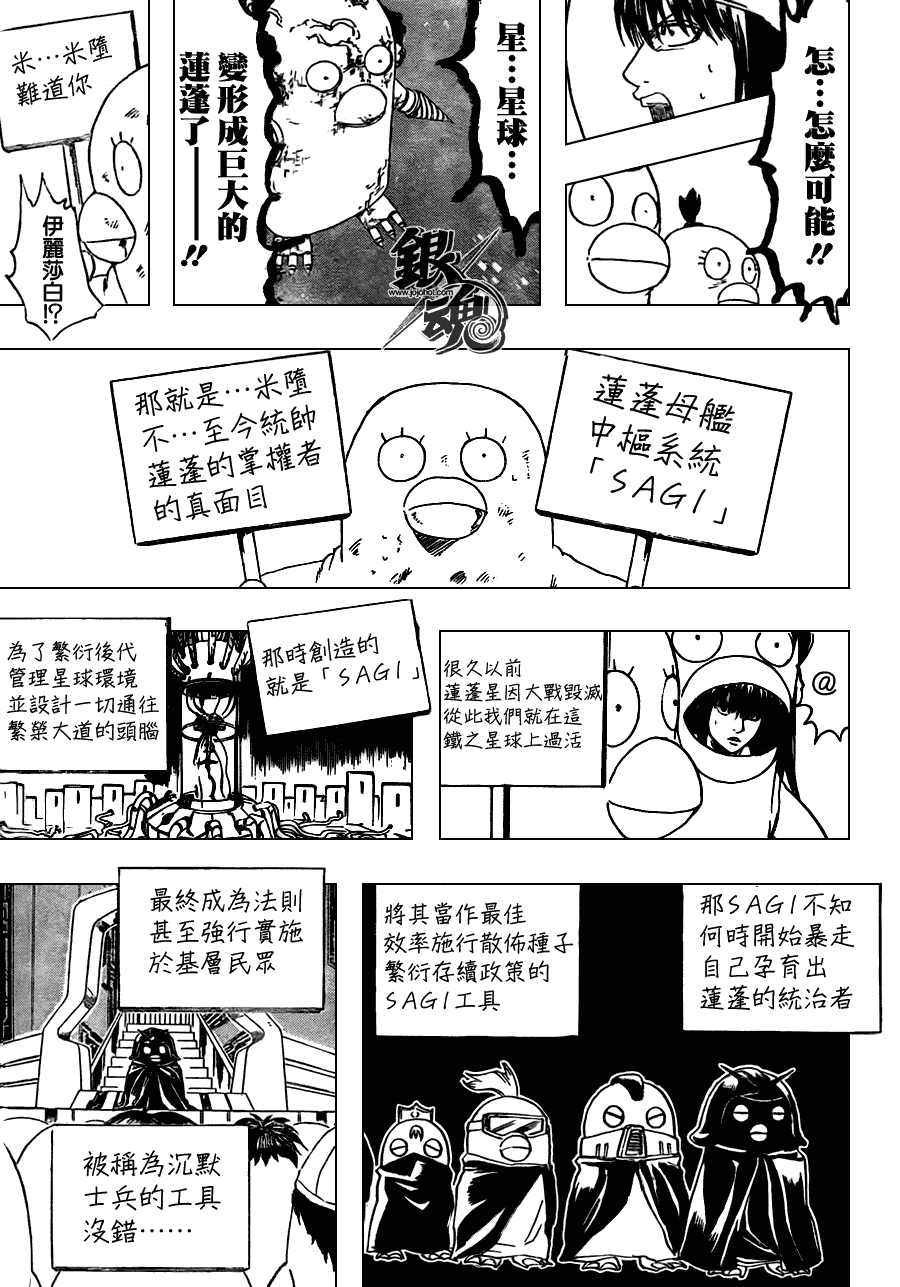 怎…怎麼可能!!
星…星球…
變形成巨大的
蓮蓬了——!!
銀魂
www.jojohot.com
米…米墮
難道你
伊麗莎白!?
蓮蓬母艦
中樞系統
「SAGI」
那就是…米墮
不…至今統帥
蓮蓬的掌權者
的真面目
@
很久以前
蓮蓬星因大戰毀滅
從此我們就在這
鐵之星球上過活
那時創造的
就是「SAGI」
為了繁衍後代
管理星球環境
並設計一切通往
繁榮大道的頭腦
那SAGI不知
何時開始暴走
自己孕育出
蓮蓬的統治者
將其當作最佳
效率施行散佈種子
繁衍存續政策的
SAGI工具
最終成為法則
甚至強行實施
於基層民眾
被稱為沉默
士兵的工具
沒錯……